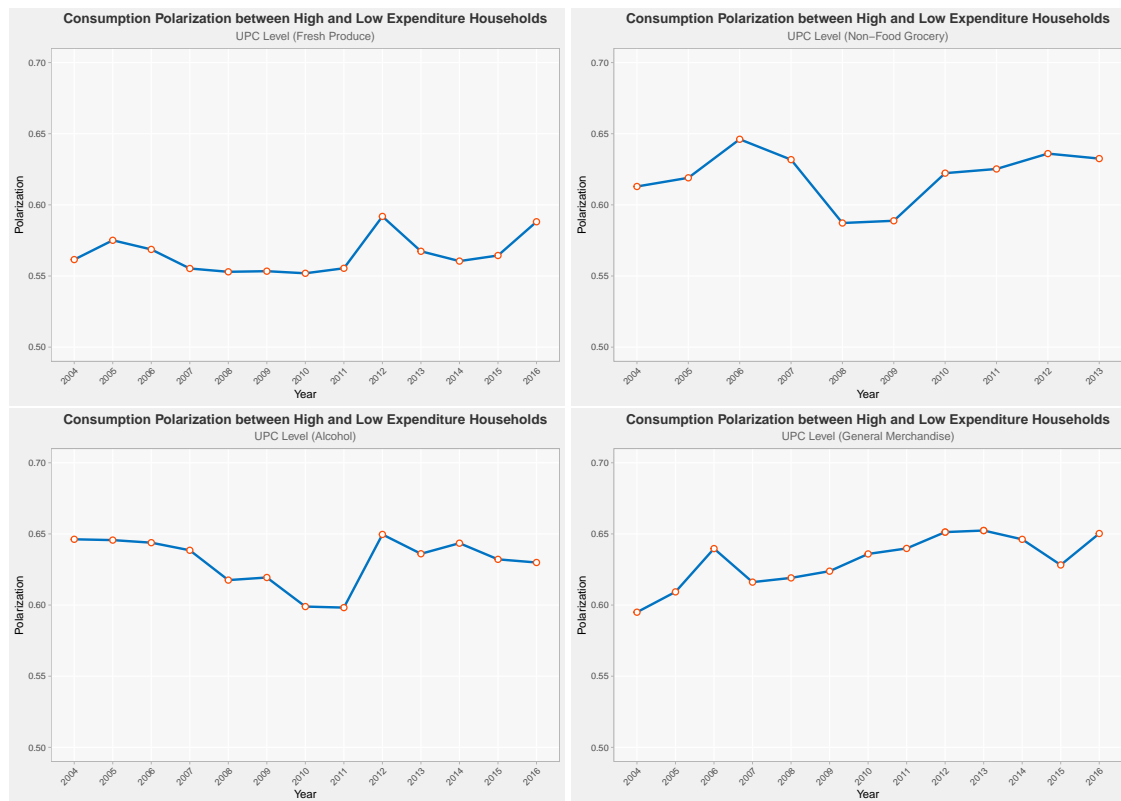 Consumption Polarization between High and Low Expenditure Households
UPC Level (Fresh Produce)
0.70
0.65
0.60
0.55
0.50
Polarization
2004 2005 2006 2007 2008 2009 2010 2011 2012 2013 2014 2015 2016
Year
Consumption Polarization between High and Low Expenditure Households
UPC Level (Non−Food Grocery)
0.70
0.65
0.60
0.55
0.50
Polarization
2004 2005 2006 2007 2008 2009 2010 2011 2012 2013
Year
Consumption Polarization between High and Low Expenditure Households
UPC Level (Alcohol)
0.70
0.65
0.60
0.55
0.50
Polarization
2004 2005 2006 2007 2008 2009 2010 2011 2012 2013 2014 2015 2016
Year
Consumption Polarization between High and Low Expenditure Households
UPC Level (General Merchandise)
0.70
0.65
0.60
0.55
0.50
Polarization
2004 2005 2006 2007 2008 2009 2010 2011 2012 2013 2014 2015 2016
Year